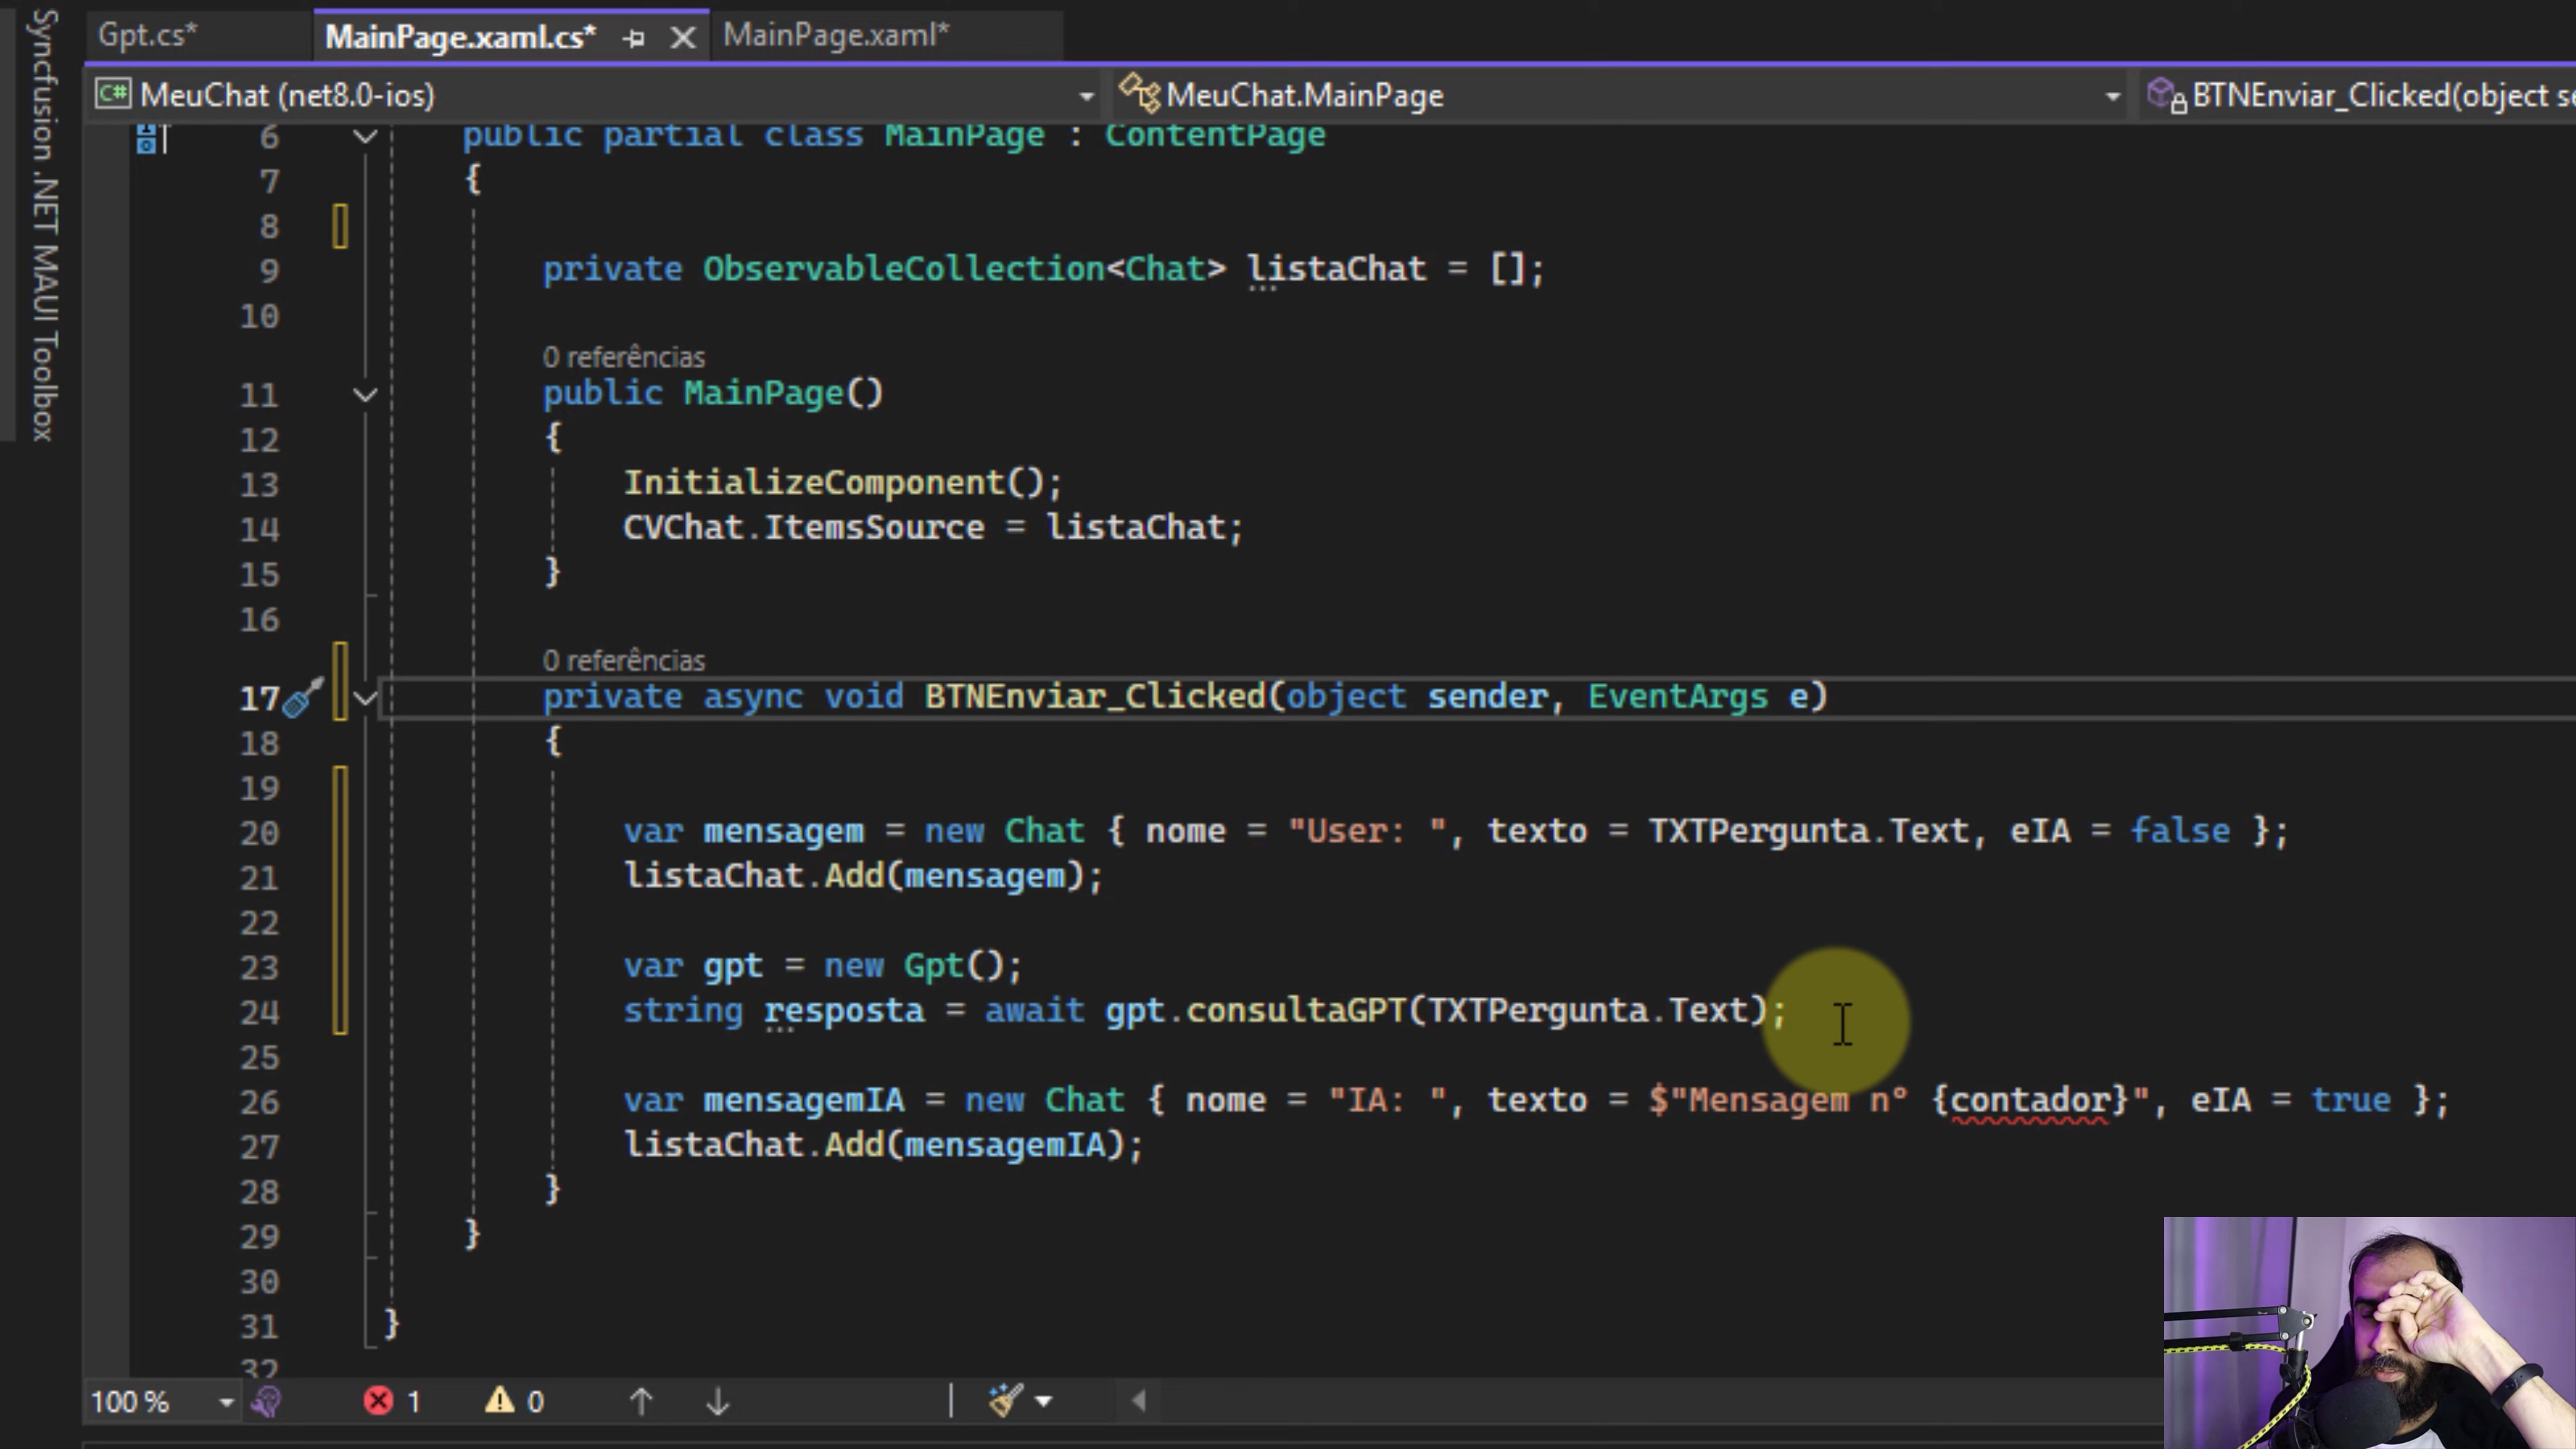 Syncfusion .NET MAUI Toolbox
Gpt.cs*
MainPage.xaml.cs*
MainPage.xaml*
MeuChat (net8.0-ios)
MeuChat.MainPage
BTNEnviar_Clicked(object se
6 public partial class MainPage : ContentPage
7 {
8
9 private ObservableCollection<Chat> listaChat = [];
10
0 referências
11 public MainPage()
12 {
13 InitializeComponent();
14 CVChat.ItemsSource = listaChat;
15 }
16
0 referências
17 private async void BTNEnviar_Clicked(object sender, EventArgs e)
18 {
19
20 var mensagem = new Chat { nome = "User: ", texto = TXTPergunta.Text, eIA = false };
21 listaChat.Add(mensagem);
22
23 var gpt = new Gpt();
24 string resposta = await gpt.consultaGPT(TXTPergunta.Text);
25
26 var mensagemIA = new Chat { nome = "IA: ", texto = $"Mensagem n° {contador}", eIA = true };
27 listaChat.Add(mensagemIA);
28 }
29 }
30
31 }
32
100 %
1
0